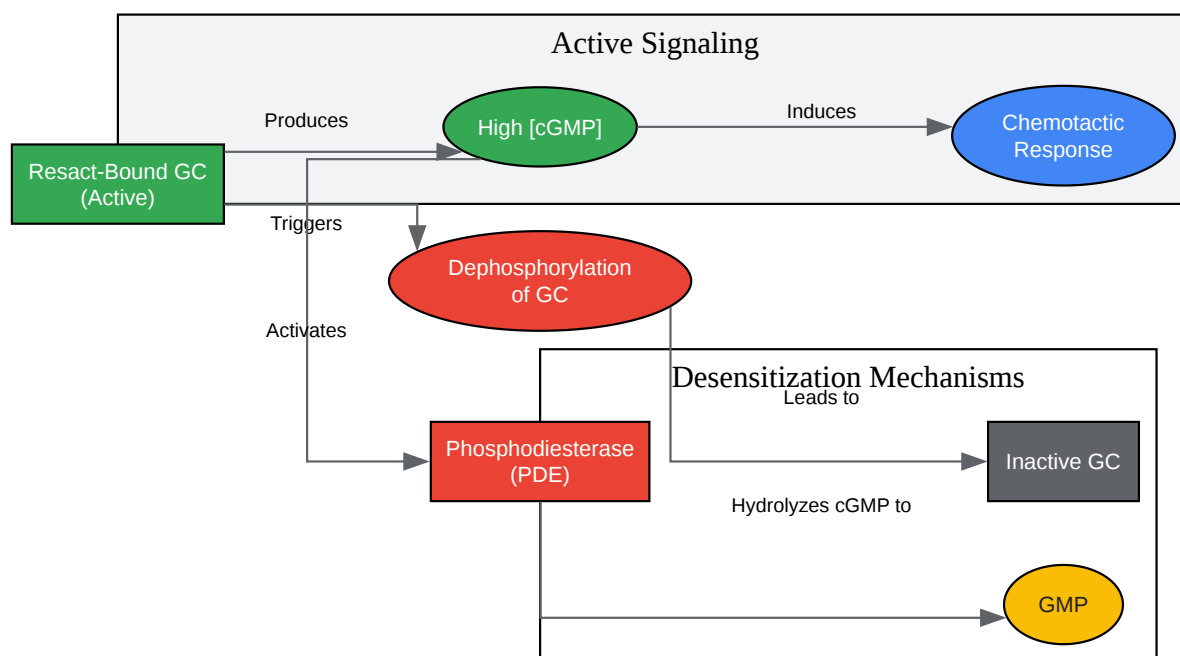 Active Signaling
Produces
High [cGMP]
Induces
Chemotactic
Response
Resact-Bound GC
(Active)
Triggers
Dephosphorylation
of GC
Activates
Desensitization Mechanisms
Leads to
Phosphodiesterase
(PDE)
Inactive GC
Hydrolyzes cGMP to
GMP